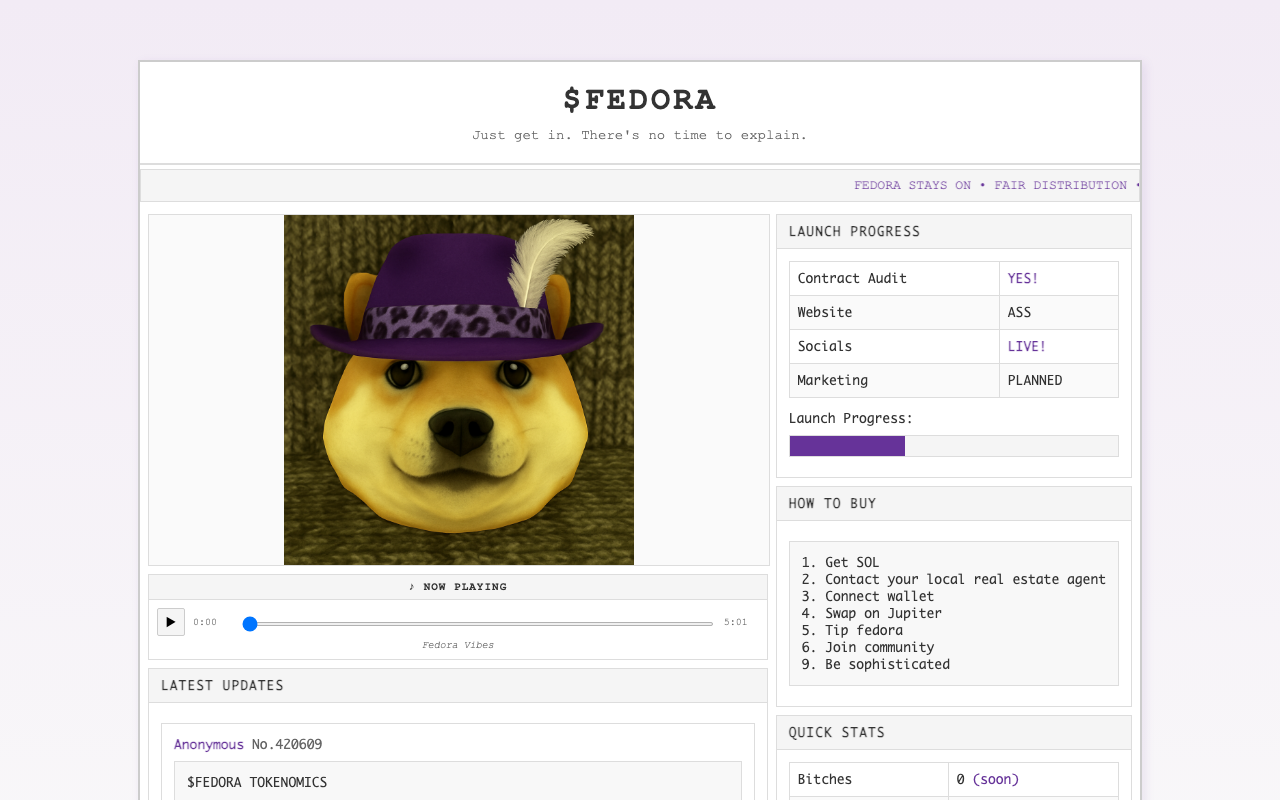 $FEDORA
Just get in. There's no time to explain.
FEDORA STAYS ON • FAIR DISTRIBUTION •
♪ NOW PLAYING
0:00
5:01
Fedora Vibes
LATEST UPDATES
Anonymous No.420609
$FEDORA TOKENOMICS
LAUNCH PROGRESS
Contract Audit YES!
Website ASS
Socials LIVE!
Marketing PLANNED
Launch Progress:
HOW TO BUY
1. Get SOL
2. Contact your local real estate agent
3. Connect wallet
4. Swap on Jupiter
5. Tip fedora
6. Join community
9. Be sophisticated
QUICK STATS
Bitches 0 (soon)